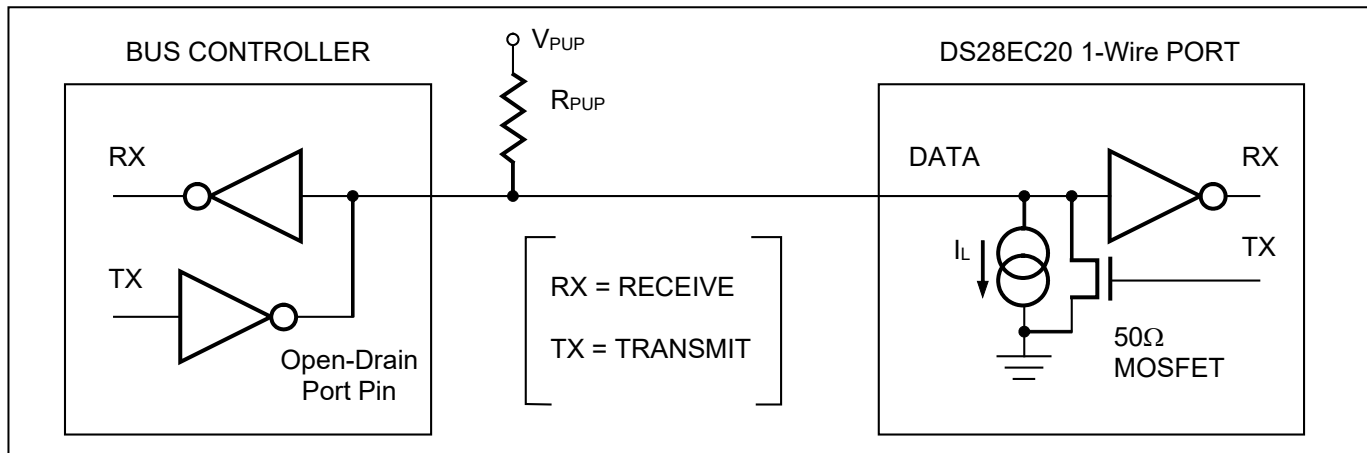 BUS CONTROLLER
VPUP
DS28EC20 1-Wire PORT
RPUP
RX
DATA
RX
IL
TX
TX
RX = RECEIVE
TX = TRANSMIT
Open-Drain
Port Pin
50Ω
MOSFET